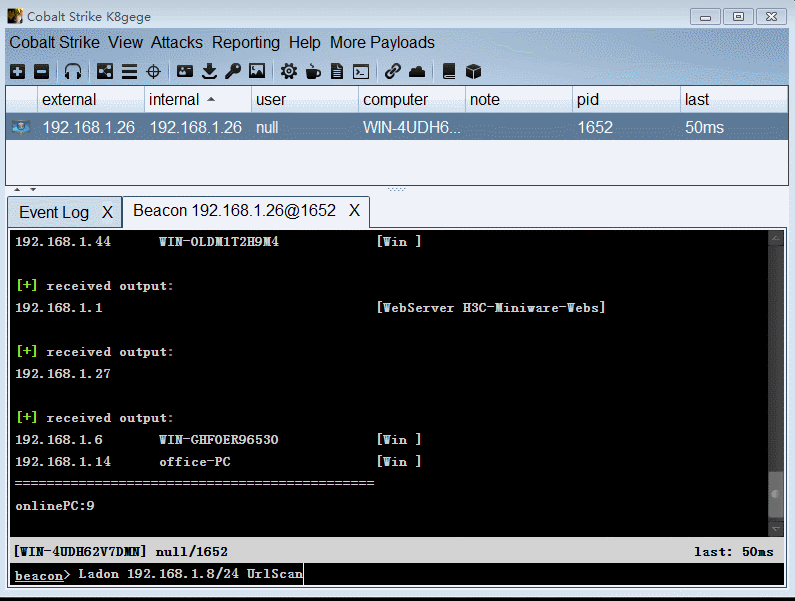 Cobalt Strike K8gege
Cobalt Strike View Attacks Reporting Help More Payloads
external internal user computer note pid last
192.168.1.26 192.168.1.26 null WIN-4UDH6... 1652 50ms
Event Log X Beacon 192.168.1.26@1652 X
192.168.1.44 WIN-OLDM1T2H9M4 [Win ]
[+] received output:
192.168.1.1 [WebServer H3C-Miniware-Webs]
[+] received output:
192.168.1.27
[+] received output:
192.168.1.6 WIN-GHFOER96530 [Win ]
192.168.1.14 office-PC [Win ]
=============================================
onlinePC:9
[WIN-4UDH62V7DMN] null/1652 last: 50ms
beacon> Ladon 192.168.1.8/24 UrlScan